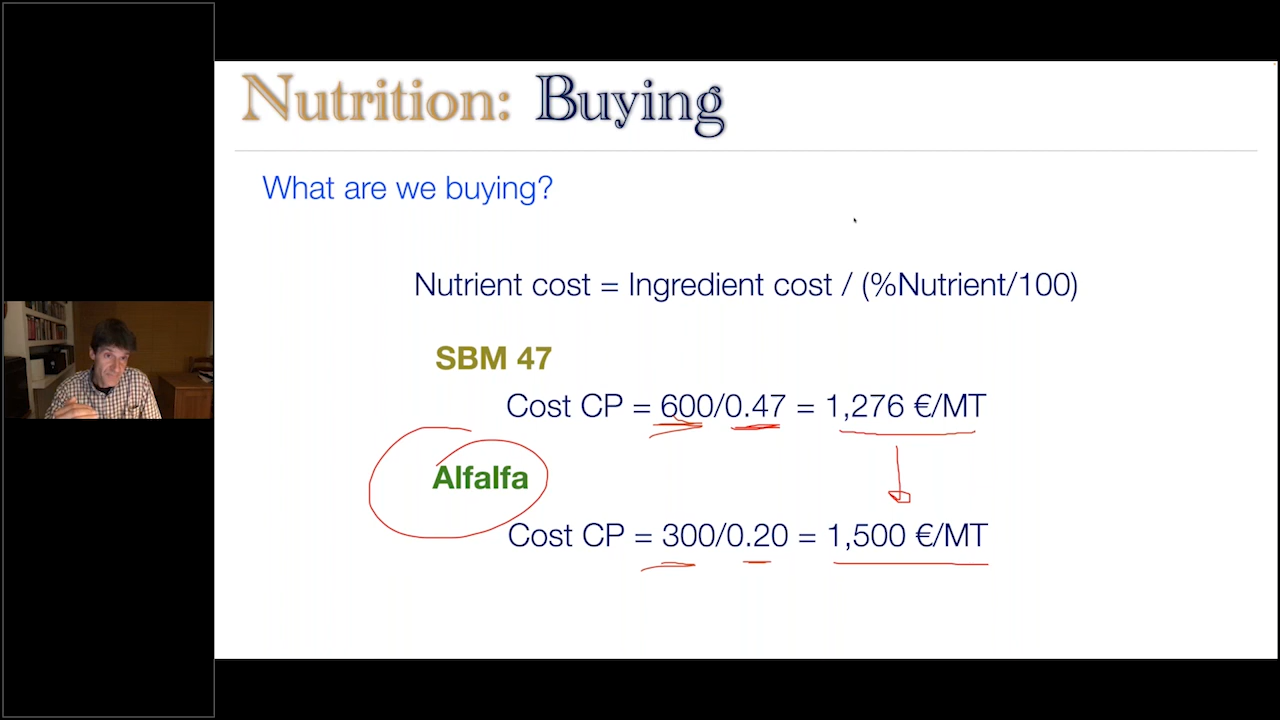 Nutrition: Buying
What are we buying?
Nutrient cost = Ingredient cost / (%Nutrient/100)
SBM 47
Cost CP = 600/0.47 = 1,276 €/MT
Alfalfa
Cost CP = 300/0.20 = 1,500 €/MT